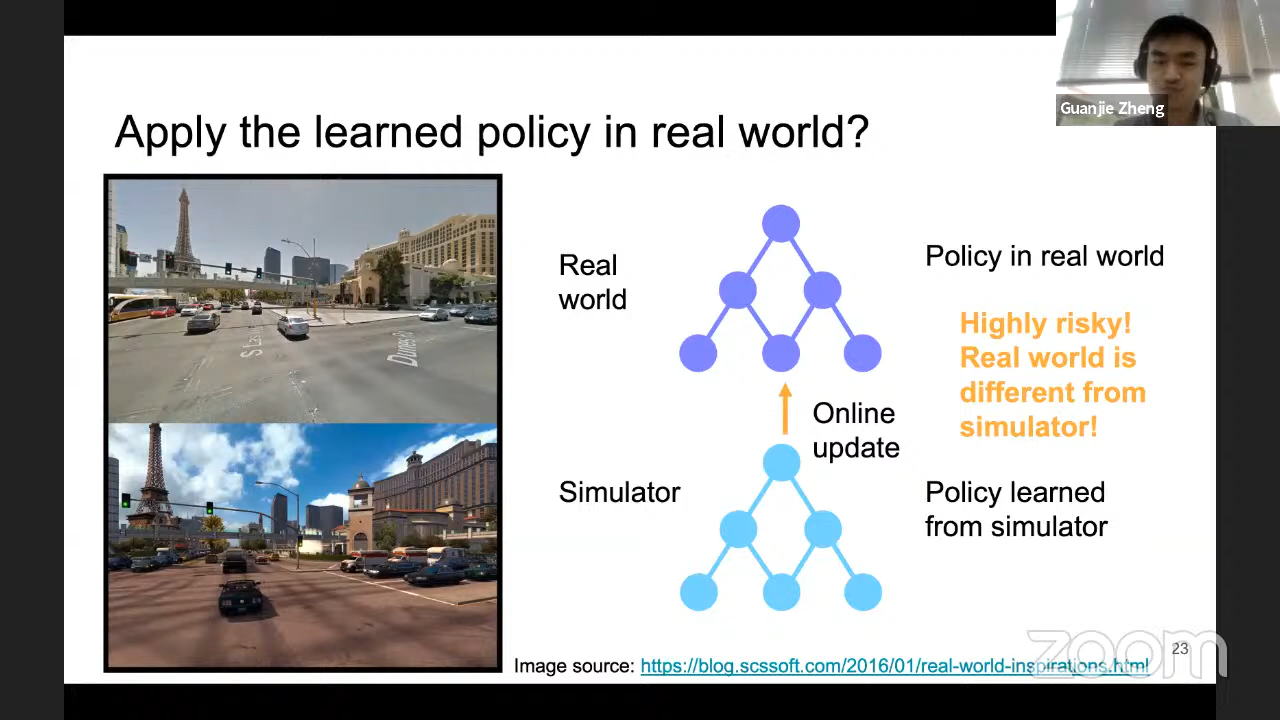 Guanjie Zheng
Apply the learned policy in real world?
Real
world
Policy in real world
Highly risky!
Real world is
different from
simulator!
Online
update
Simulator
Policy learned
from simulator
Image source: https://blog.scssoft.com/2016/01/real-world-inspirations.html
23
zoom